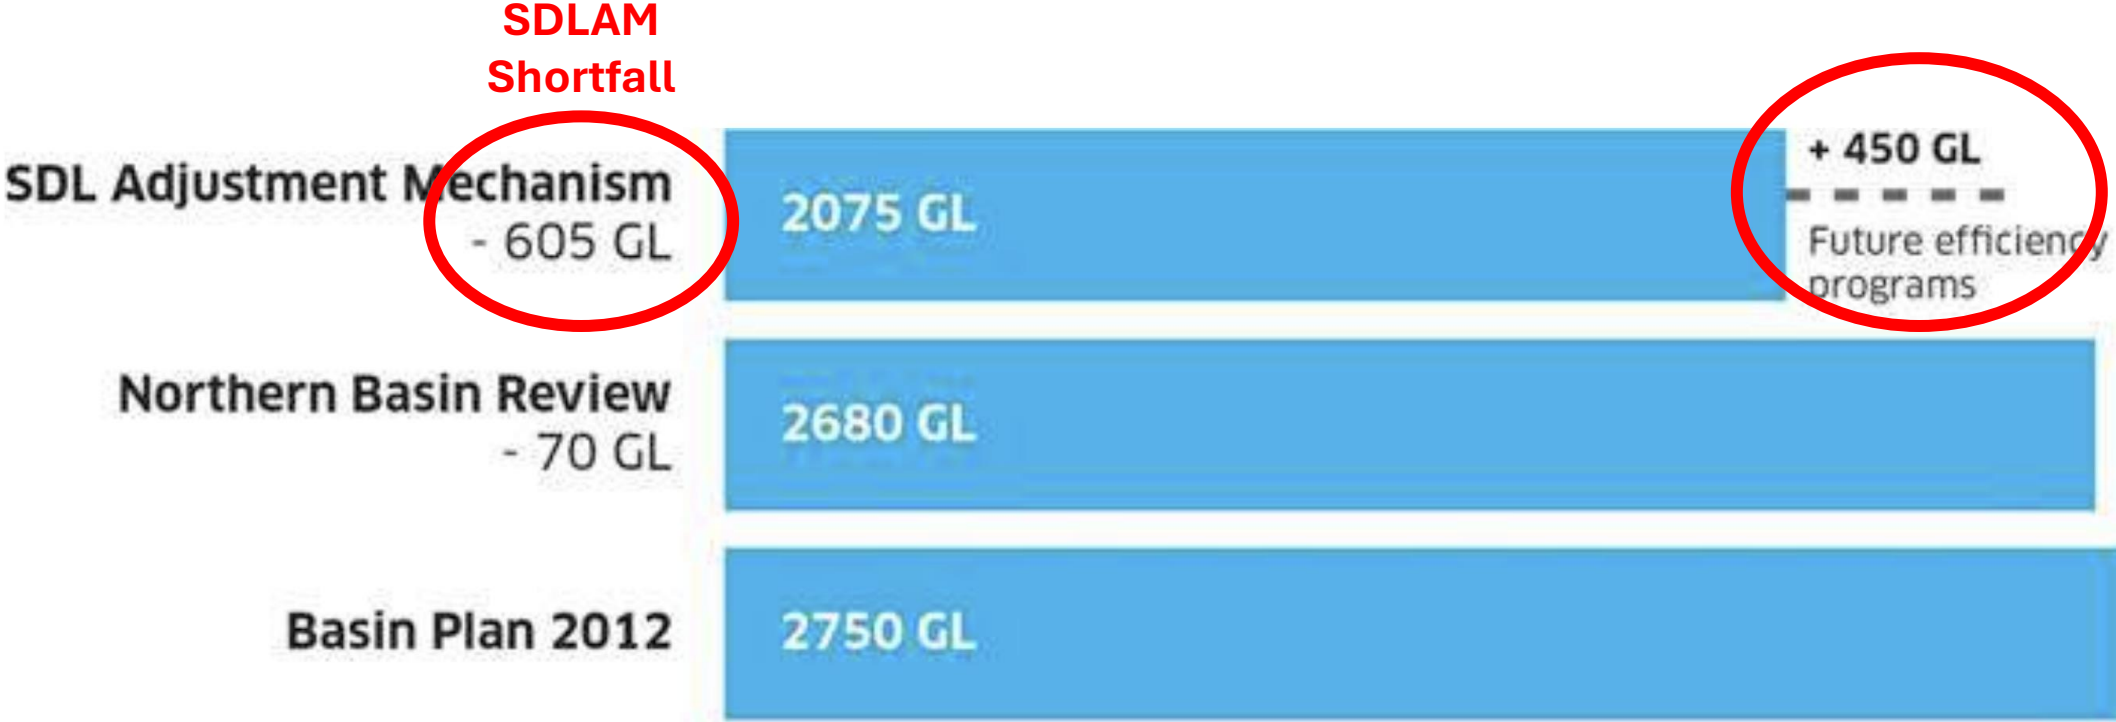 SDLAM
Shortfall
SDL Adjustment Mechanism
- 605 GL
2075 GL
+ 450 GL
Future efficiency
programs
Northern Basin Review
- 70 GL
2680 GL
Basin Plan 2012
2750 GL